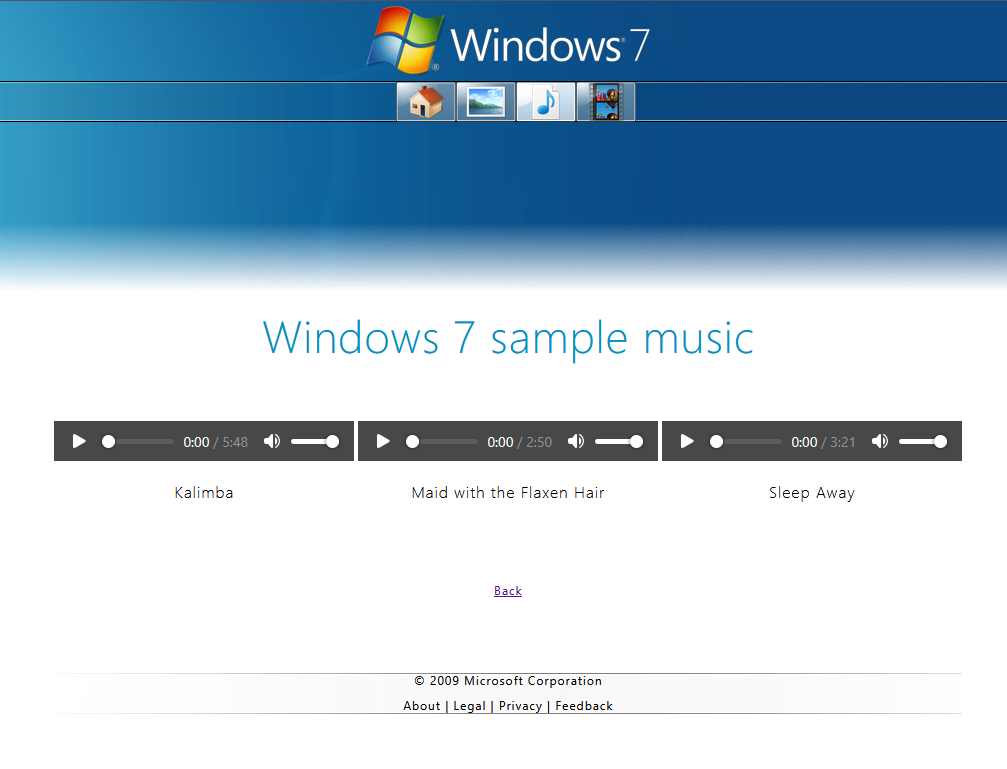 Windows® 7
Windows 7 sample music
0:00 / 5:48
0:00 / 2:50
0:00 / 3:21
Kalimba
Maid with the Flaxen Hair
Sleep Away
Back
© 2009 Microsoft Corporation
About | Legal | Privacy | Feedback